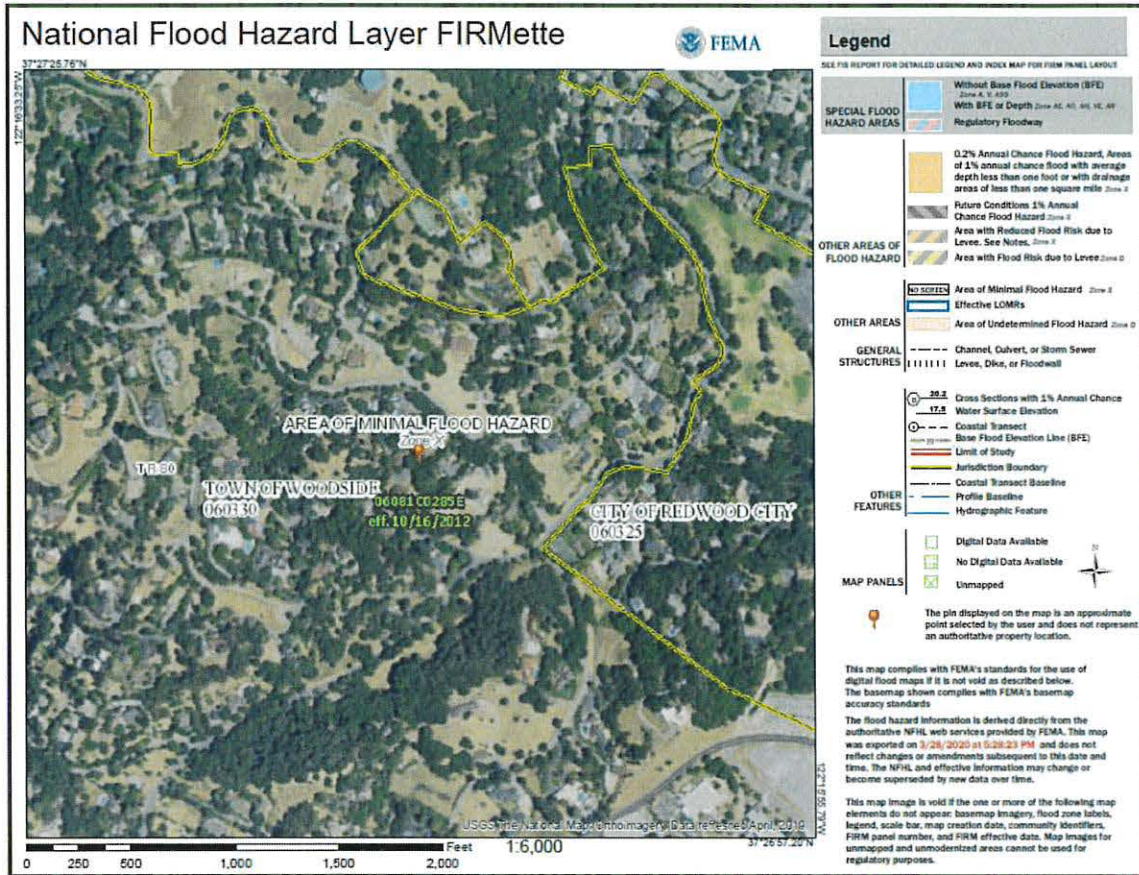 National Flood Hazard Layer FIRMette
FEMA
37°27'25.76"N
122°16'33.25"W
AREA OF MINIMAL FLOOD HAZARD
Zone X
TOWN OF WOODSIDE
060330
06081C0285E
eff. 10/16/2012
CITY OF REDWOOD CITY
060325
USGS The National Map: Orthoimagery. Data refreshed April, 2019
37°26'57.20"N
0 250 500 1,000 1,500 2,000 Feet 1:6,000
Legend
SEE FIS REPORT FOR DETAILED LEGEND AND INDEX MAP FOR FIRM PANEL LAYOUT
SPECIAL FLOOD
HAZARD AREAS
Without Base Flood Elevation (BFE)
Zone A, V, A99
With BFE or Depth Zone AE, AO, AH, VE, AR
Regulatory Floodway
OTHER AREAS OF
FLOOD HAZARD
0.2% Annual Chance Flood Hazard, Areas
of 1% annual chance flood with average
depth less than one foot or with drainage
areas of less than one square mile Zone X
Future Conditions 1% Annual
Chance Flood Hazard Zone X
Area with Reduced Flood Risk due to
Levee. See Notes. Zone X
Area with Flood Risk due to Levee Zone D
OTHER AREAS
NO SCREEN Area of Minimal Flood Hazard Zone X
Effective LOMRs
Area of Undetermined Flood Hazard Zone D
GENERAL
STRUCTURES
Channel, Culvert, or Storm Sewer
Levee, Dike, or Floodwall
OTHER
FEATURES
B 20.2 Cross Sections with 1% Annual Chance
17.5 Water Surface Elevation
Coastal Transect
Base Flood Elevation Line (BFE)
Limit of Study
Jurisdiction Boundary
Coastal Transect Baseline
Profile Baseline
Hydrographic Feature
MAP PANELS
Digital Data Available
No Digital Data Available
Unmapped
The pin displayed on the map is an approximate
point selected by the user and does not represent
an authoritative property location.
This map complies with FEMA's standards for the use of
digital flood maps if it is not void as described below.
The basemap shown complies with FEMA's basemap
accuracy standards
The flood hazard information is derived directly from the
authoritative NFHL web services provided by FEMA. This map
was exported on 3/28/2020 at 5:28:23 PM and does not
reflect changes or amendments subsequent to this date and
time. The NFHL and effective information may change or
become superseded by new data over time.
This map image is void if the one or more of the following map
elements do not appear: basemap imagery, flood zone labels,
legend, scale bar, map creation date, community identifiers,
FIRM panel number, and FIRM effective date. Map images for
unmapped and unmodernized areas cannot be used for
regulatory purposes.